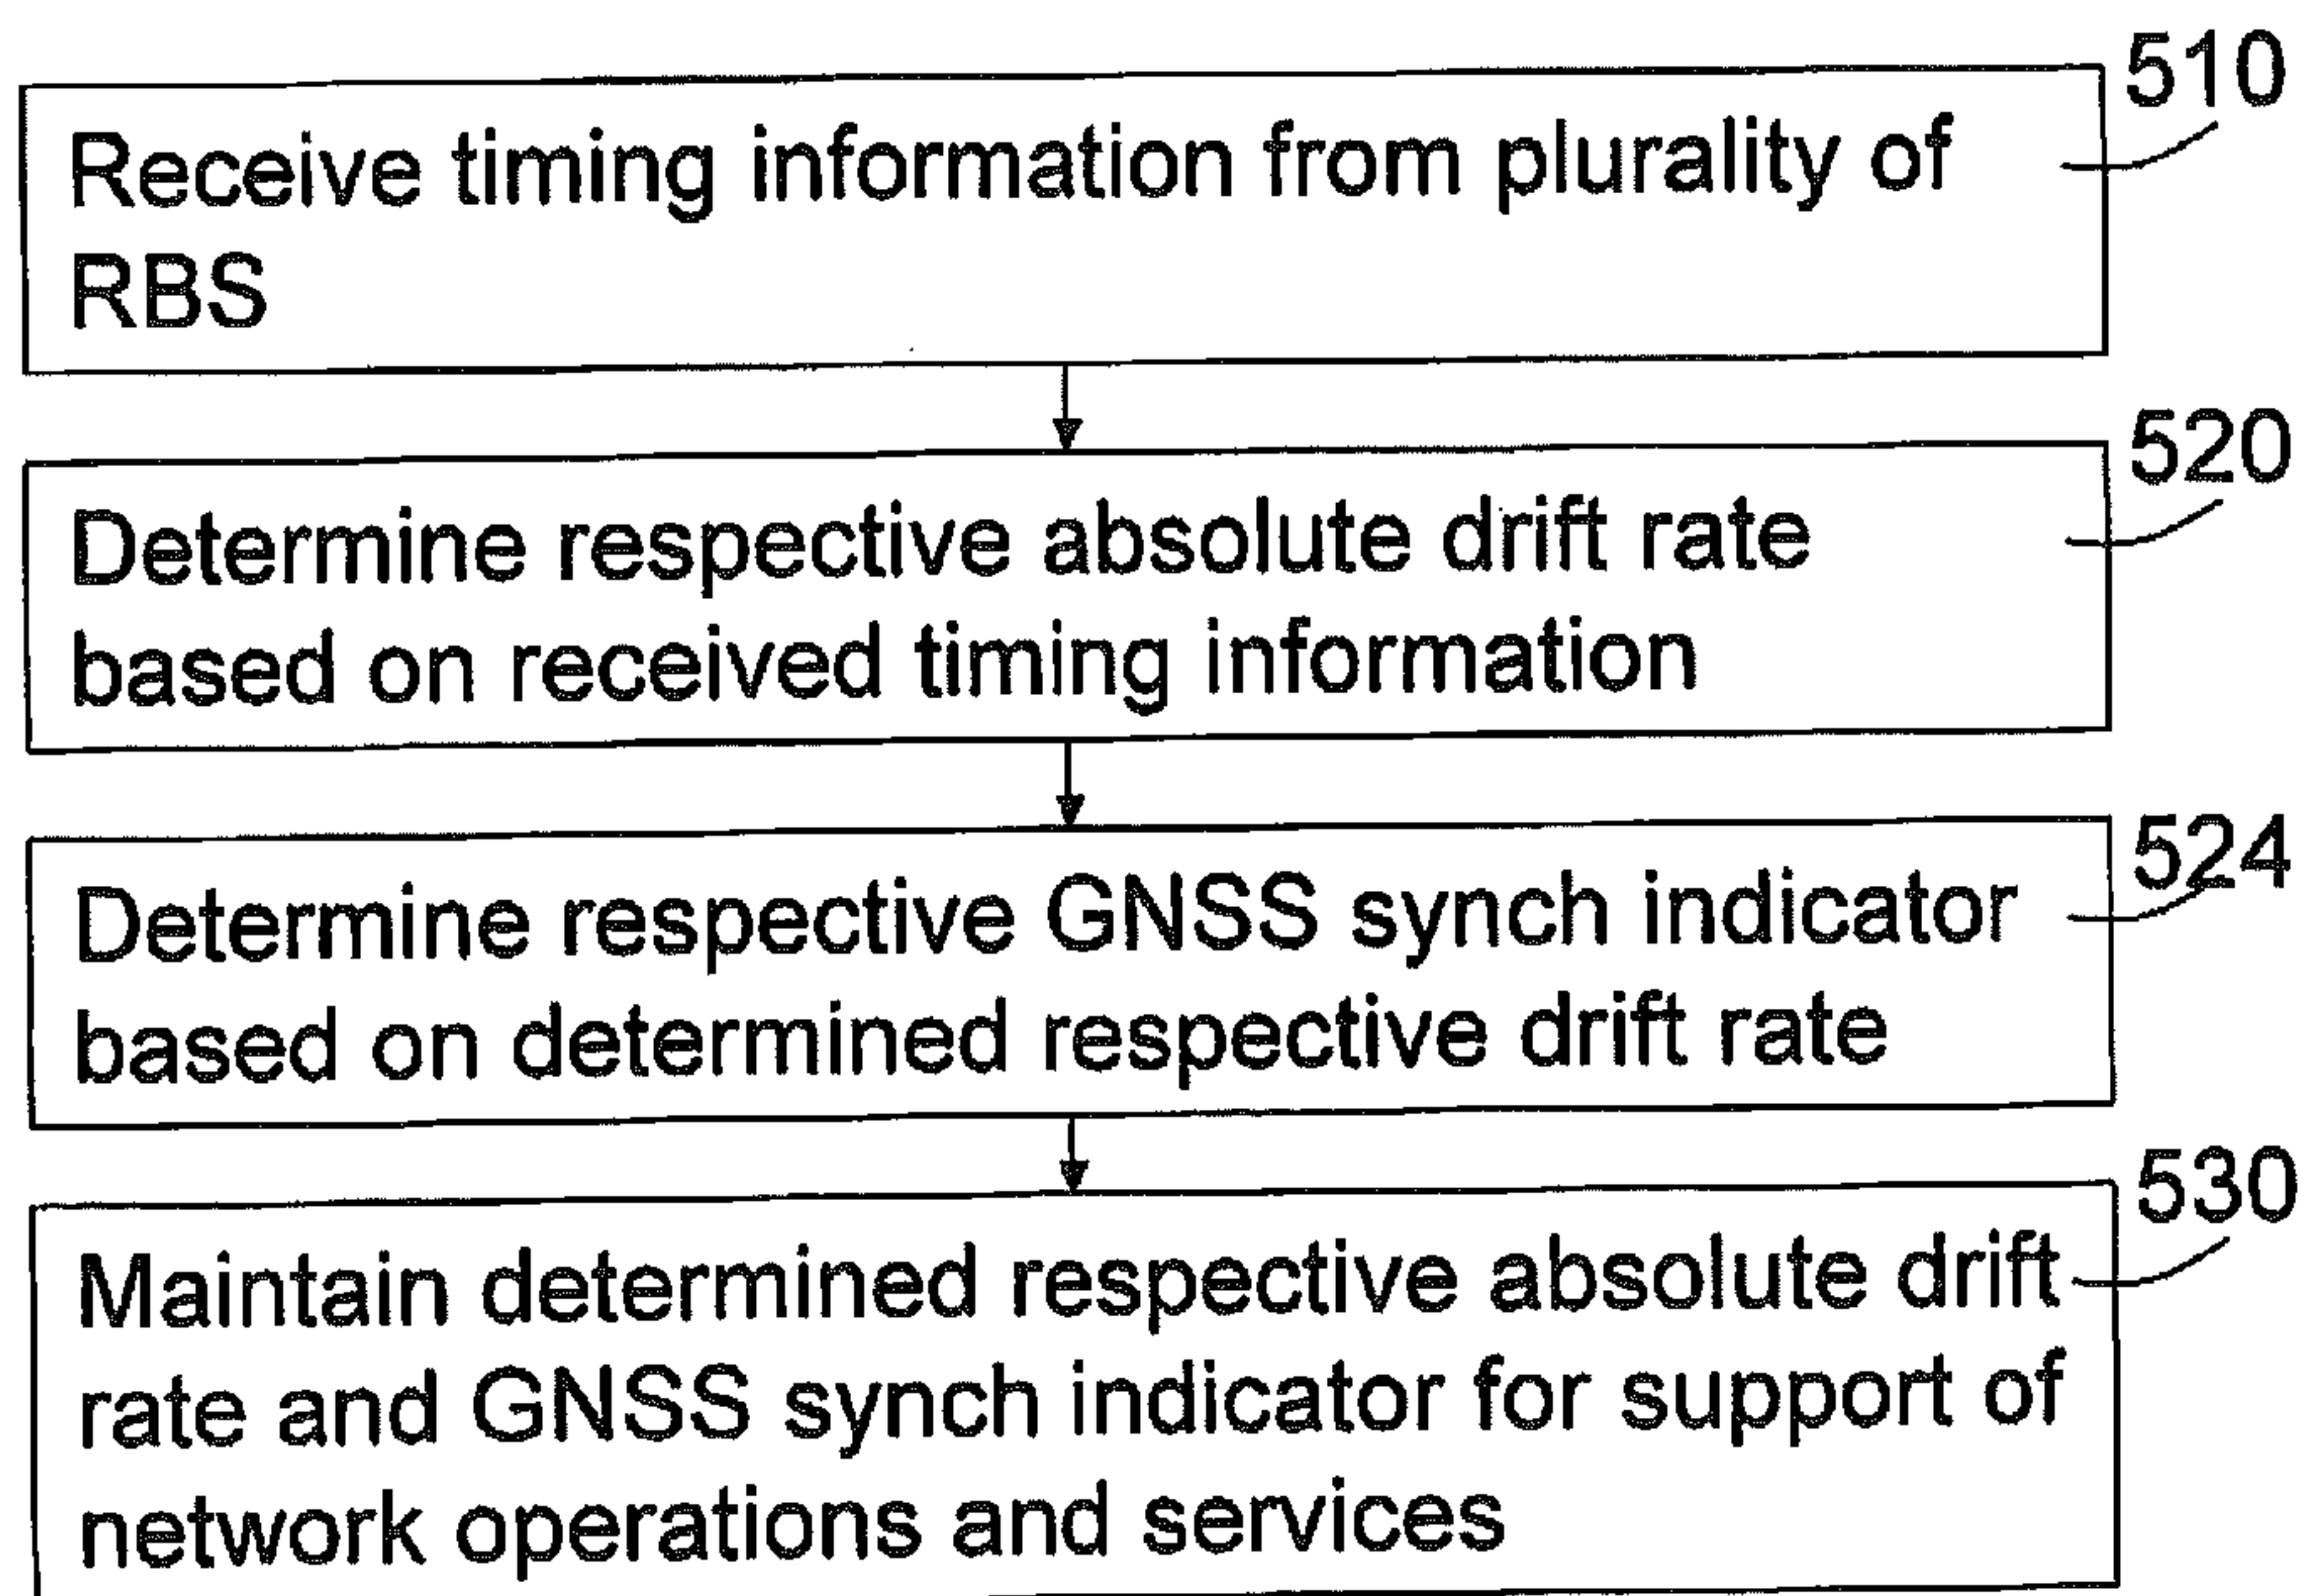 510
Receive timing information from plurality of
RBS
520
Determine respective absolute drift rate
based on received timing information
524
Determine respective GNSS synch indicator
based on determined respective drift rate
530
Maintain determined respective absolute drift
rate and GNSS synch indicator for support of
network operations and services